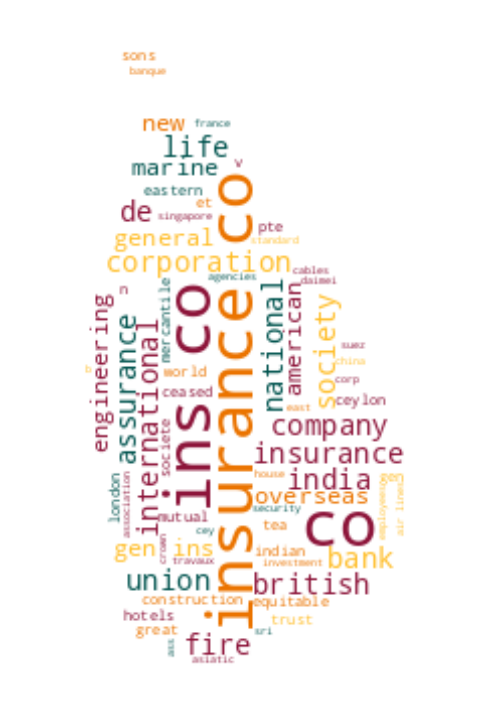 sons
banque
new
france
life
marine
v
eastern
et
de
singapore
pte
general
standard
corporation
cables
agencies
daimei
n
insurance co
ins co
national
american
society
mercantile
engineering
assurance
international
suez
china
world
corp
ceased
ceylon
east
company
societe
insurance
house
india
overseas
london
association
security
employees
air lines
mutual
co
tea
cey
gen ins
crown
indian
bank
travaux
investment
union
british
construction
equitable
hotels
trust
great
sri
fire
ass
asiatic